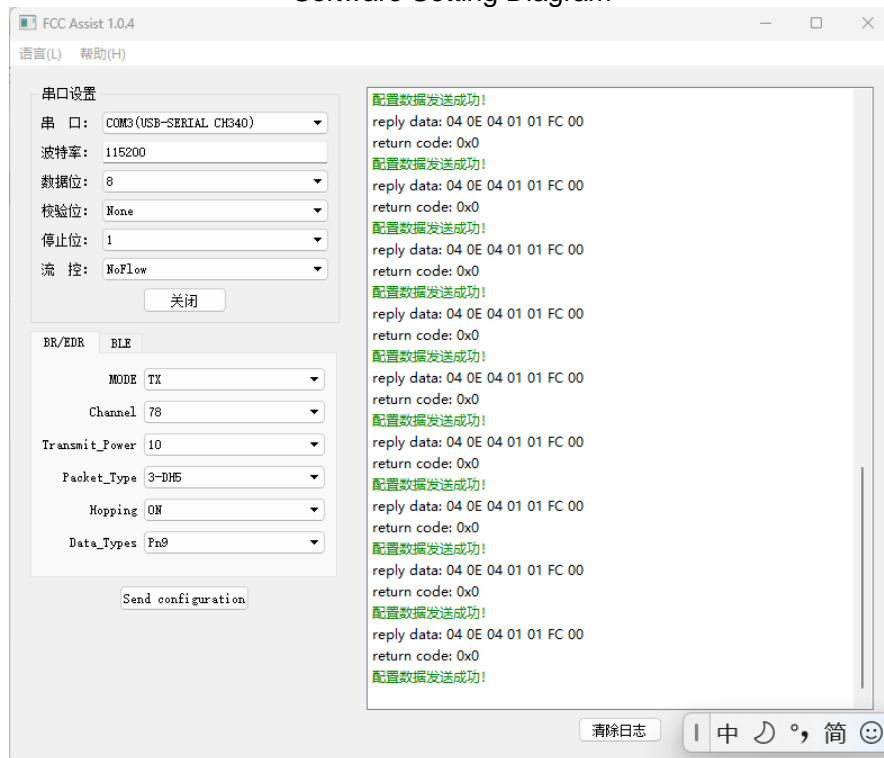 Software Setting Diagram
FCC Assist 1.0.4
语言(L) 帮助(H)
串口设置
串 口: COM3(USB-SERIAL CH340)
波特率: 115200
数据位: 8
校验位: None
停止位: 1
流 控: NoFlow
关闭
BR/EDR BLE
MODE TX
Channel 78
Transmit_Power 10
Packet_Type 3-DH5
Hopping ON
Data_Types Pn9
Send configuration
配置数据发送成功!
reply data: 04 0E 04 01 01 FC 00
return code: 0x0
配置数据发送成功!
reply data: 04 0E 04 01 01 FC 00
return code: 0x0
配置数据发送成功!
reply data: 04 0E 04 01 01 FC 00
return code: 0x0
配置数据发送成功!
reply data: 04 0E 04 01 01 FC 00
return code: 0x0
配置数据发送成功!
reply data: 04 0E 04 01 01 FC 00
return code: 0x0
配置数据发送成功!
reply data: 04 0E 04 01 01 FC 00
return code: 0x0
配置数据发送成功!
reply data: 04 0E 04 01 01 FC 00
return code: 0x0
配置数据发送成功!
reply data: 04 0E 04 01 01 FC 00
return code: 0x0
配置数据发送成功!
reply data: 04 0E 04 01 01 FC 00
return code: 0x0
配置数据发送成功!
清除日志
中 简